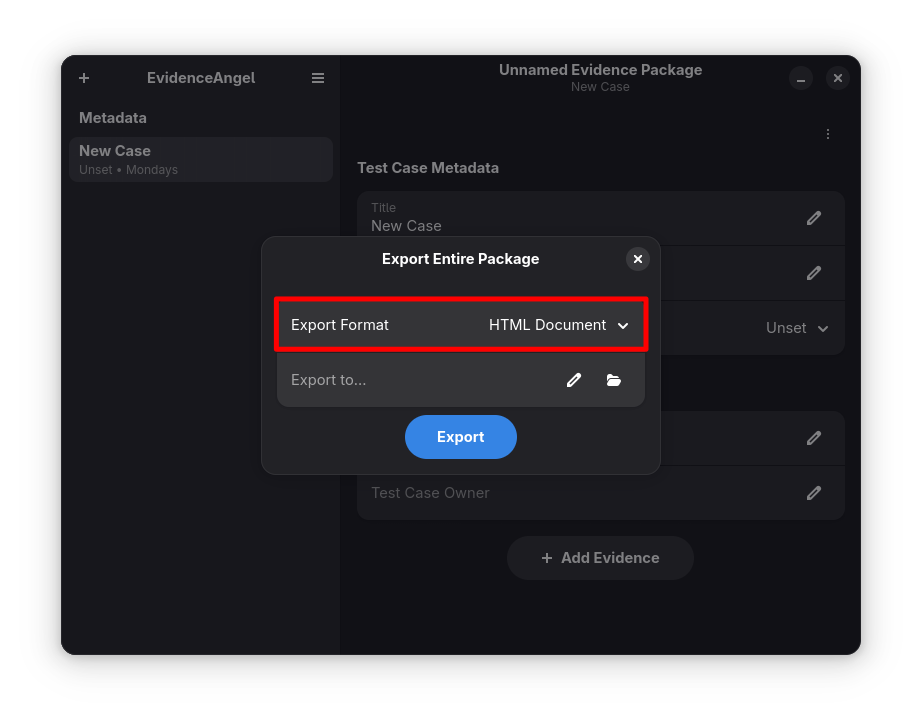 EvidenceAngel
Unnamed Evidence Package
New Case
Metadata
New Case
Unset • Mondays
Test Case Metadata
Title
New Case
Unset
Export Entire Package
Export Format
HTML Document
Export to...
Export
Test Case Owner
Add Evidence